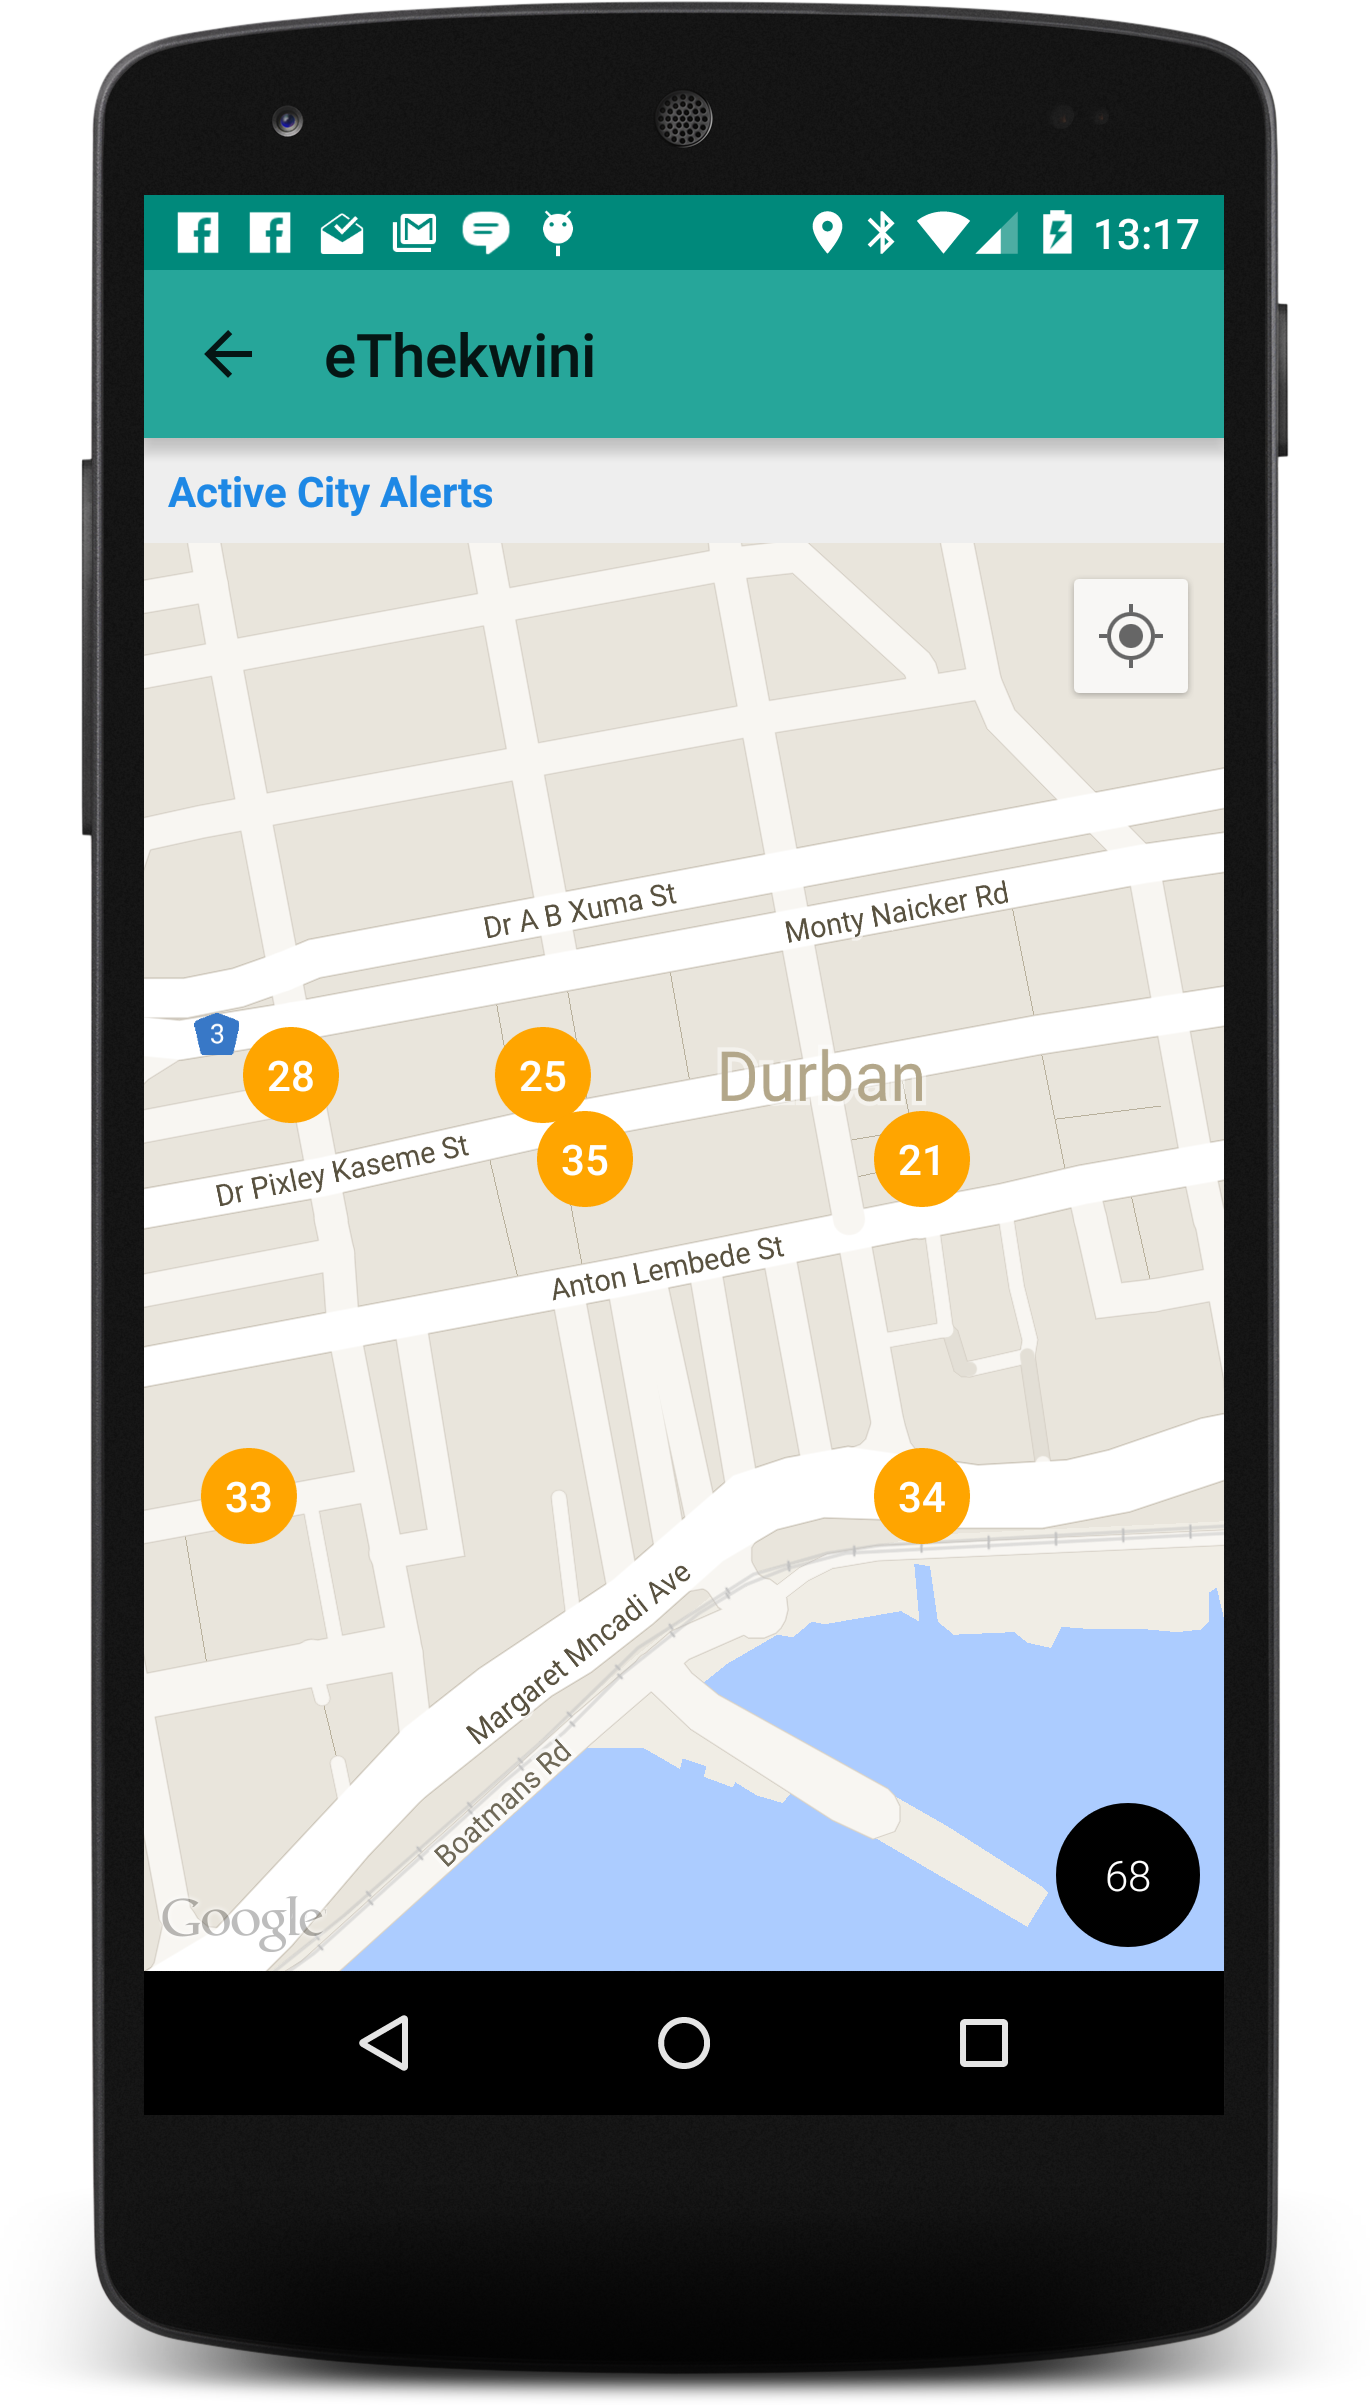 13:17
eThekwini
Active City Alerts
Dr A B Xuma St
Monty Naicker Rd
3
28
25
Durban
35
21
Dr Pixley Kaseme St
Anton Lembede St
33
34
Margaret Mncadi Ave
Boatmans Rd
68
Google